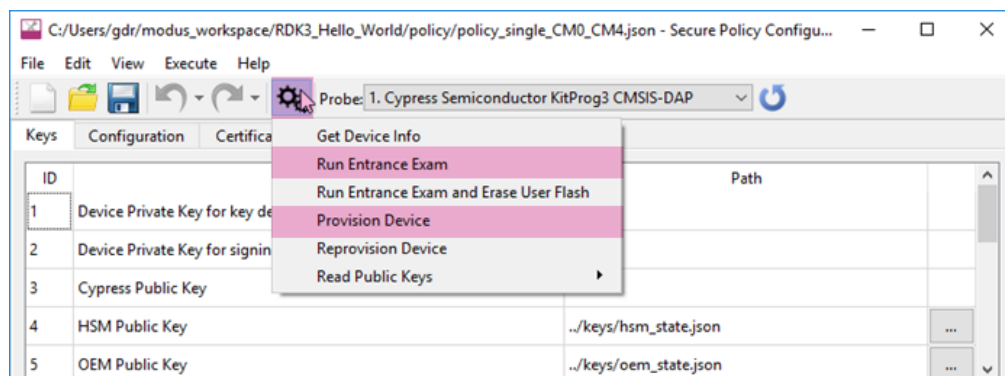 C:/Users/gdr/modus_workspace/RDK3_Hello_World/policy/policy_single_CM0_CM4.json - Secure Policy Configu...
File Edit View Execute Help
Probe: 1. Cypress Semiconductor KitProg3 CMSIS-DAP
Keys Configuration Certifica
Get Device Info
Run Entrance Exam
Run Entrance Exam and Erase User Flash
Provision Device
Reprovision Device
Read Public Keys
ID Path
1 Device Private Key for key de
2 Device Private Key for signin
3 Cypress Public Key
4 HSM Public Key ../keys/hsm_state.json ...
5 OEM Public Key ../keys/oem_state.json ...